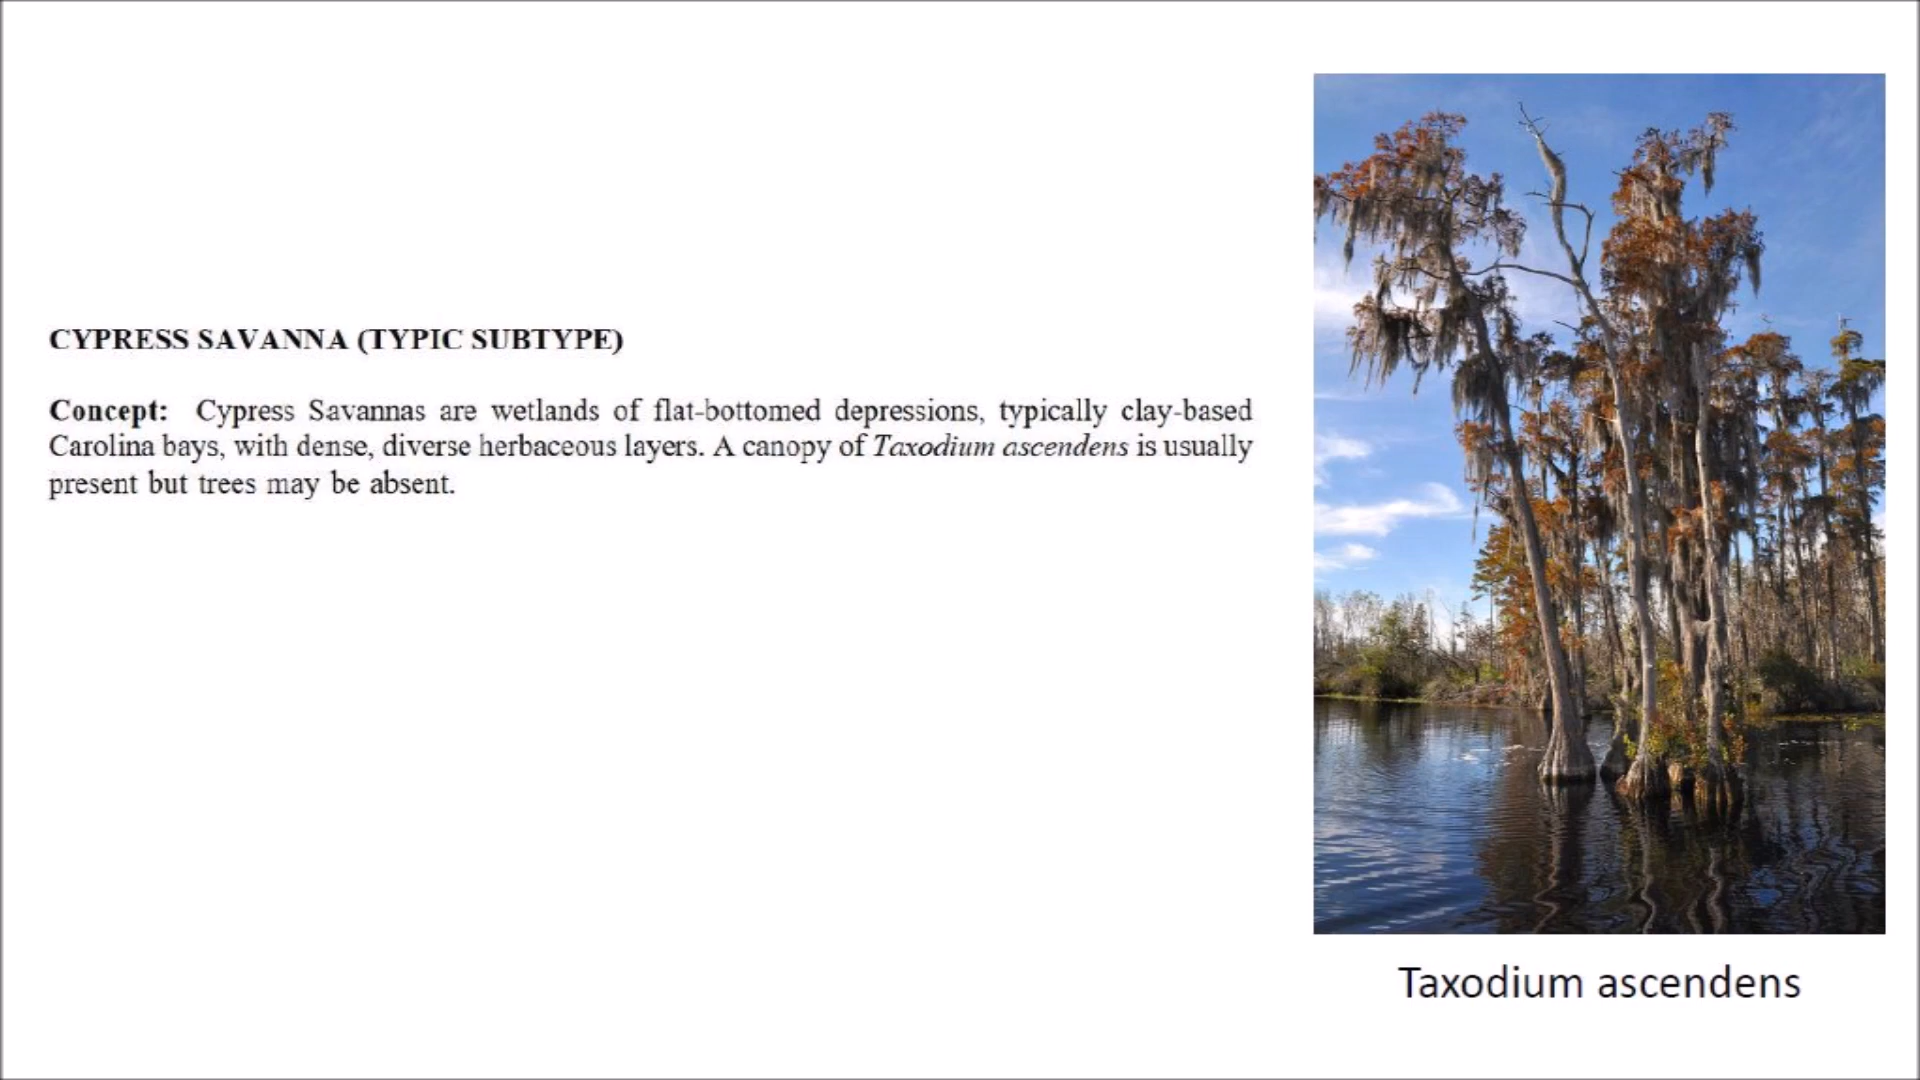 CYPRESS SAVANNA (TYPIC SUBTYPE)
Concept: Cypress Savannas are wetlands of flat-bottomed depressions, typically clay-based
Carolina bays, with dense, diverse herbaceous layers. A canopy of Taxodium ascendens is usually
present but trees may be absent.
Taxodium ascendens